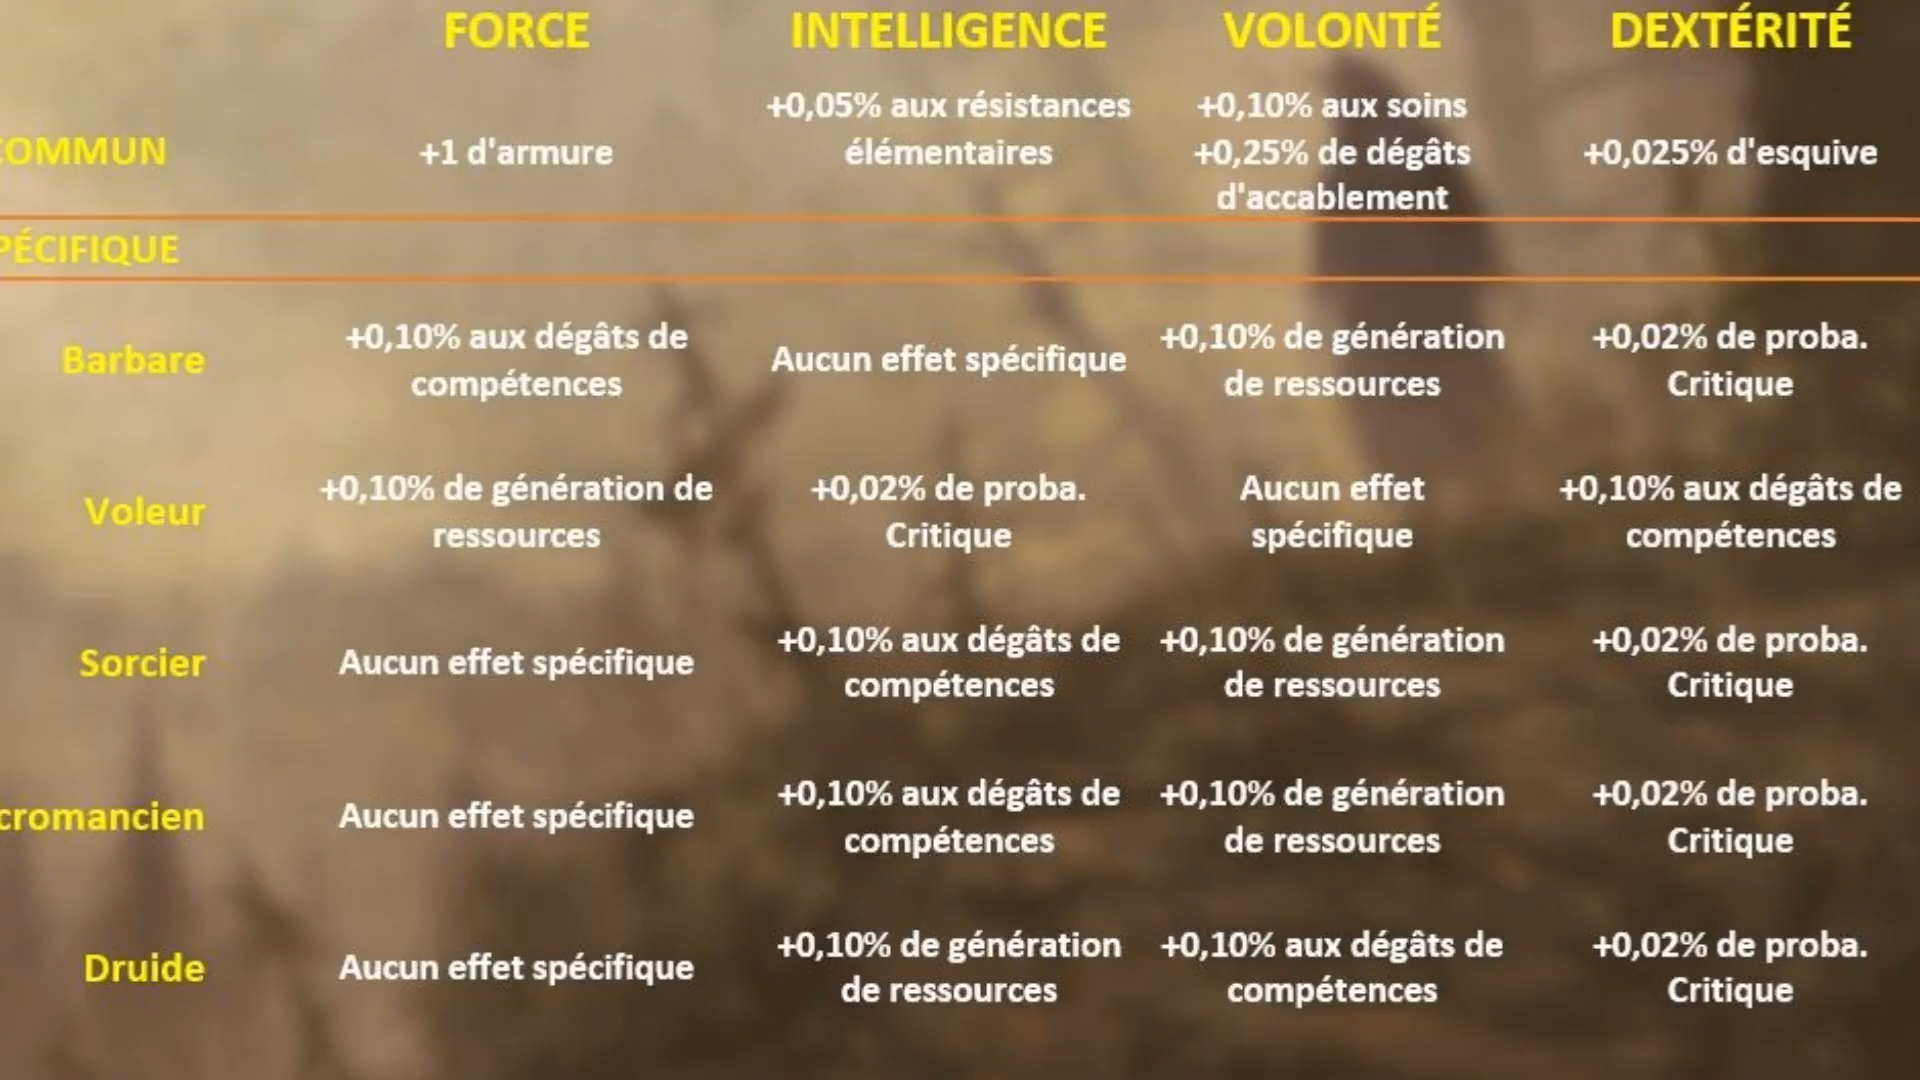 FORCE INTELLIGENCE VOLONTÉ DEXTÉRITÉ
COMMUN +1 d'armure +0,05% aux résistances élémentaires +0,10% aux soins +0,25% de dégâts d'accablement +0,025% d'esquive
PÉCIFIQUE
Barbare +0,10% aux dégâts de compétences Aucun effet spécifique +0,10% de génération de ressources +0,02% de proba. Critique
Voleur +0,10% de génération de ressources +0,02% de proba. Critique Aucun effet spécifique +0,10% aux dégâts de compétences
Sorcier Aucun effet spécifique +0,10% aux dégâts de compétences +0,10% de génération de ressources +0,02% de proba. Critique
cromancien Aucun effet spécifique +0,10% aux dégâts de compétences +0,10% de génération de ressources +0,02% de proba. Critique
Druide Aucun effet spécifique +0,10% de génération de ressources +0,10% aux dégâts de compétences +0,02% de proba. Critique